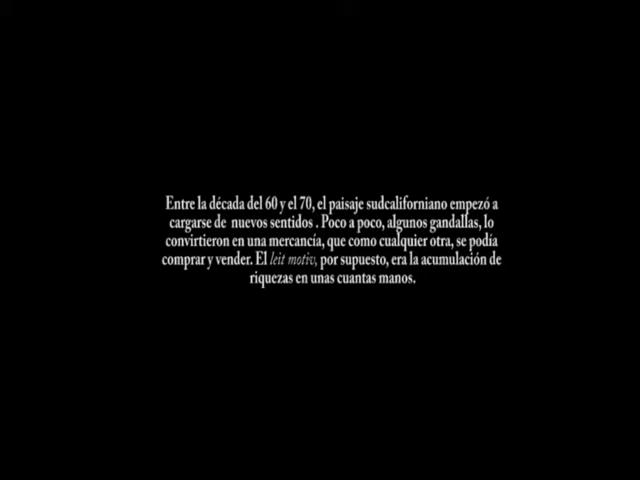 Entre la década del 60 y el 70, el paisaje sudcaliforniano empezó a
cargarse de nuevos sentidos . Poco a poco, algunos gandallas, lo
convirtieron en una mercancía, que como cualquier otra, se podía
comprar y vender. El leit motiv, por supuesto, era la acumulación de
riquezas en unas cuantas manos.